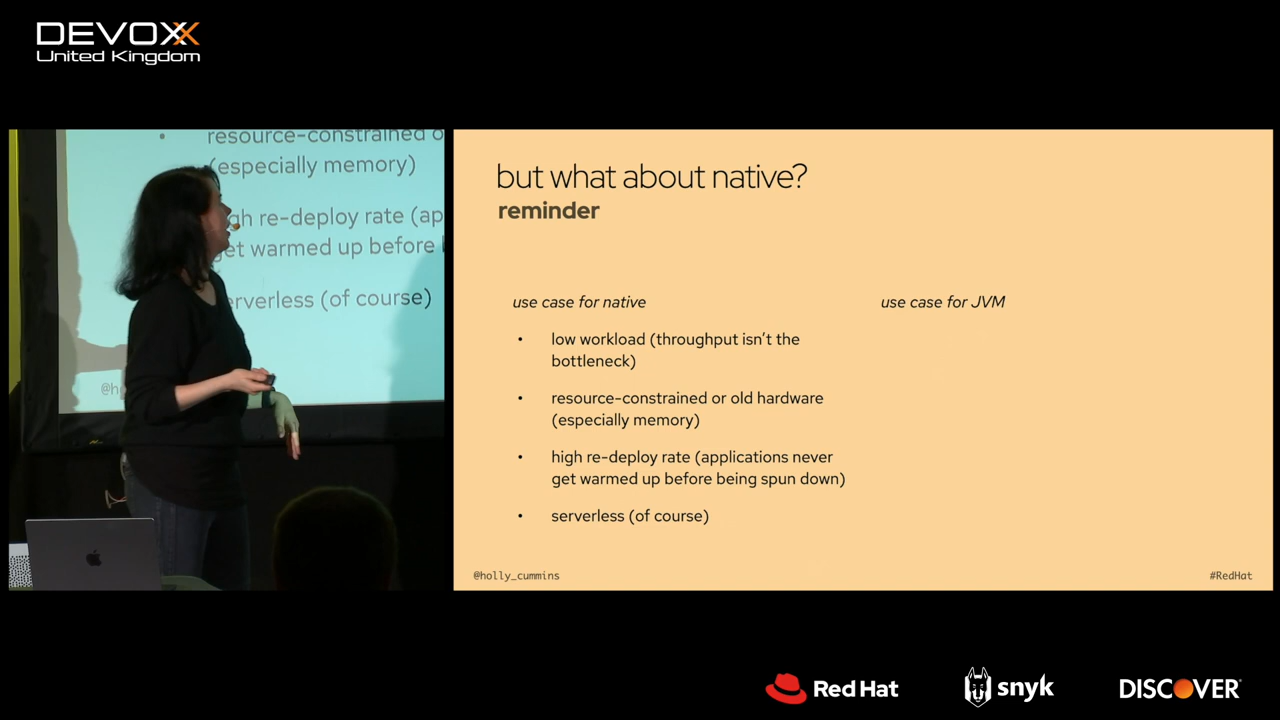 DEVOXX
United Kingdom
resource-constrained o
(especially memory)
gh re-deploy rate (ap
get warmed up before
erverless (of course)
@h
but what about native?
reminder
use case for native
• low workload (throughput isn't the
bottleneck)
• resource-constrained or old hardware
(especially memory)
• high re-deploy rate (applications never
get warmed up before being spun down)
• serverless (of course)
use case for JVM
@holly_cummins
#RedHat
Red Hat
snyk
DISCOVER